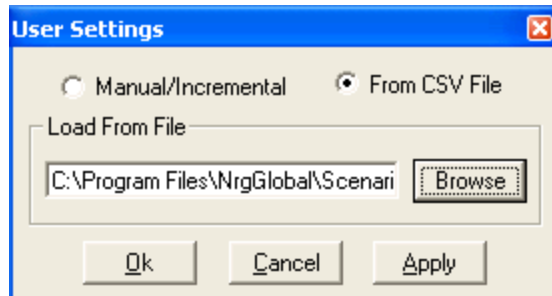 User Settings
Manual/Incremental From CSV File
Load From File
C:\Program Files\NrgGlobal\Scenari Browse
Ok Cancel Apply